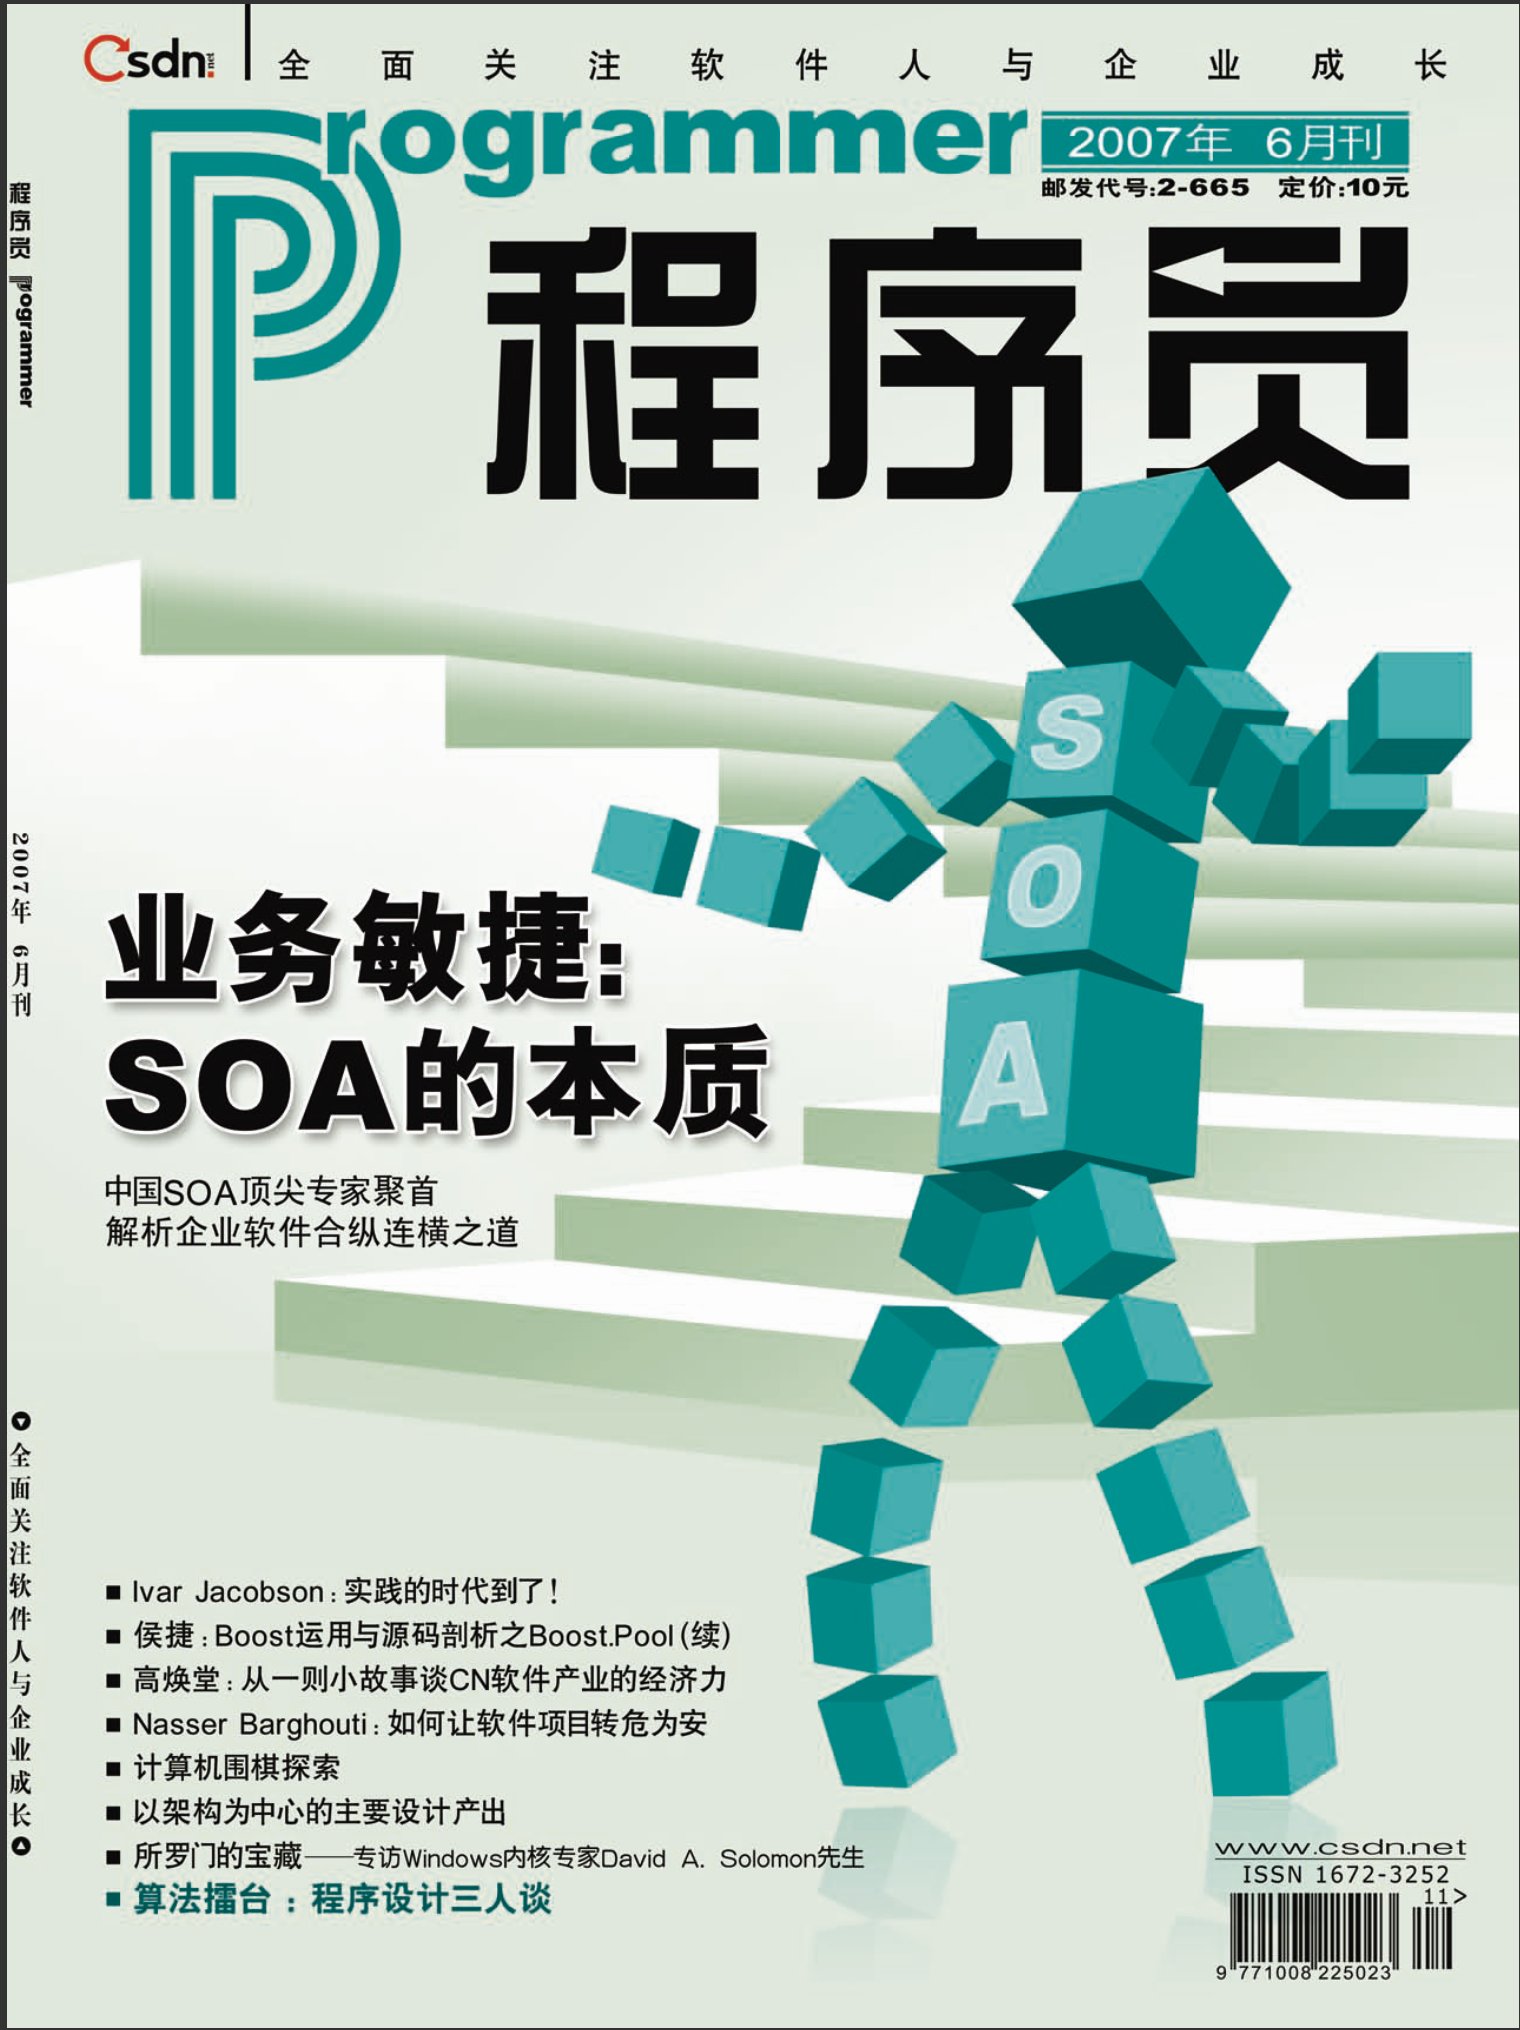 Csdn.net
全面关注软件人与企业成长
Programmer
2007年 6月刊
邮发代号:2-665 定价:10元
程序员
程序员 Programmer
2007年 6月刊
全面关注软件人与企业成长
S
O
A
业务敏捷:
SOA的本质
中国SOA顶尖专家聚首
解析企业软件合纵连横之道
■ Ivar Jacobson:实践的时代到了!
■ 侯捷:Boost运用与源码剖析之Boost.Pool(续)
■ 高焕堂:从一则小故事谈CN软件产业的经济力
■ Nasser Barghouti:如何让软件项目转危为安
■ 计算机围棋探索
■ 以架构为中心的主要设计产出
■ 所罗门的宝藏——专访Windows内核专家David A. Solomon先生
■ 算法擂台:程序设计三人谈
www.csdn.net
ISSN 1672-3252
11>
9 771008 225023